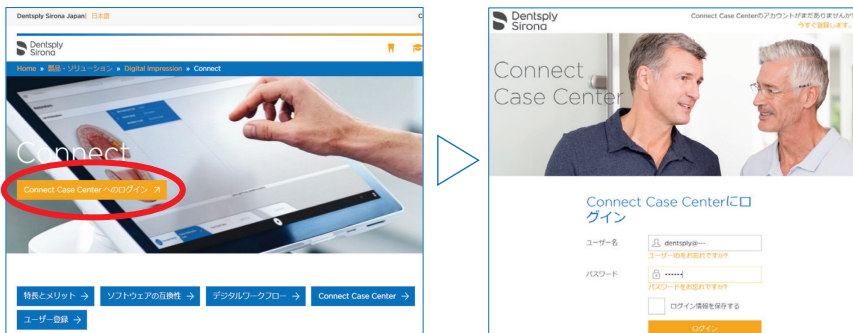 Dentsply Sirona Japan| 日本語
Dentsply
Sirona
Home » 製品・ソリューション » Digital Impression » Connect
Connect
Connect Case Center へのログイン
特長とメリット →
ソフトウェアの互換性 →
デジタルワークフロー →
Connect Case Center →
ユーザー登録 →
Dentsply
Sirona
Connect Case Centerのアカウントがまだありませんか?
今すぐ登録します。
Connect
Case Center
Connect Case Centerにロ
グイン
ユーザー名
dentsply@---
ユーザーIDをお忘れですか?
パスワード
••••••
パスワードをお忘れですか?
ログイン情報を保存する
ログイン